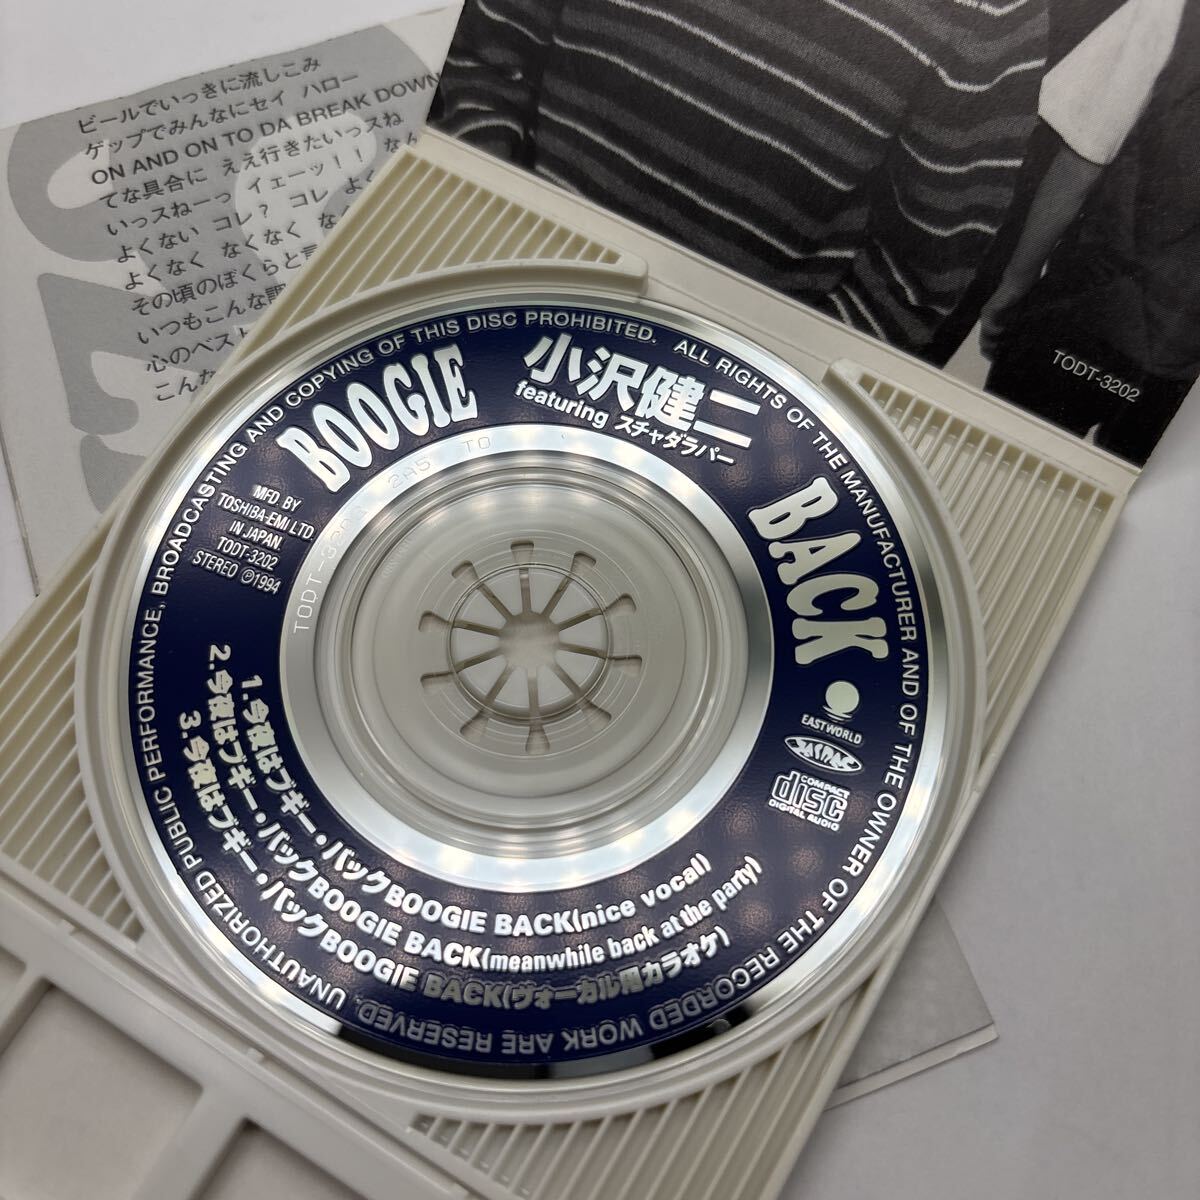 ビールでいっきに流しこみ
ゲップでみんなにセイ ハロー
ON AND ON TO DA BREAK DOWN
てな具合に ええ行きたいっスね
いっスねーっ イェーッ!! なん
よくない コレ? コレ よく
よくなく なくなく な
その頃のぼくらと言
いつもこんな調
心のベスト
こんな
TODT-3202
UNAUTHORIZED PUBLIC PERFORMANCE, BROADCASTING AND COPYING OF THIS DISC PROHIBITED. ALL RIGHTS OF THE MANUFACTURER AND OF THE OWNER OF THE RECORDED WORK ARE RESERVED.
BOOGIE
小沢健二
featuring スチャダラパー
BACK
MFD. BY
TOSHIBA-EMI LTD.
IN JAPAN.
TODT-3202
STEREO ℗1994
2A5 TO
EASTWORLD
COMPACT
disc
DIGITAL AUDIO
1.今夜はブギー・バックBOOGIE BACK(nice vocal)
2.今夜はブギー・バックBOOGIE BACK(meanwhile back at the party)
3.今夜はブギー・バックBOOGIE BACK(ヴォーカル用カラオケ)